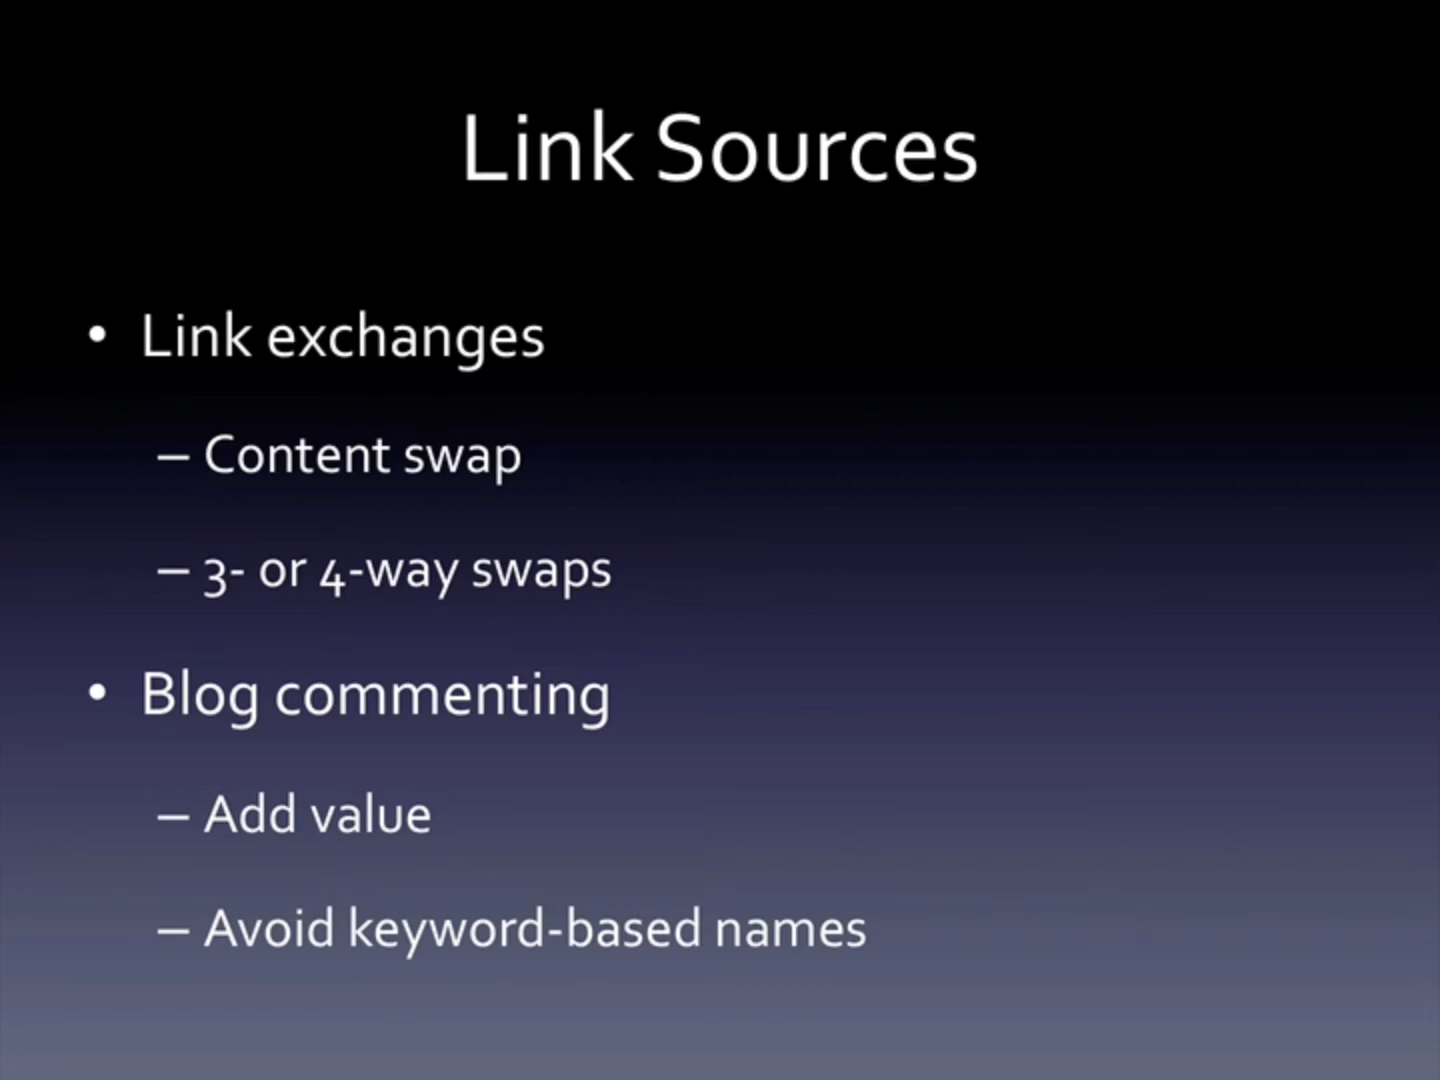 Link Sources
• Link exchanges
– Content swap
– 3- or 4-way swaps
• Blog commenting
– Add value
– Avoid keyword-based names